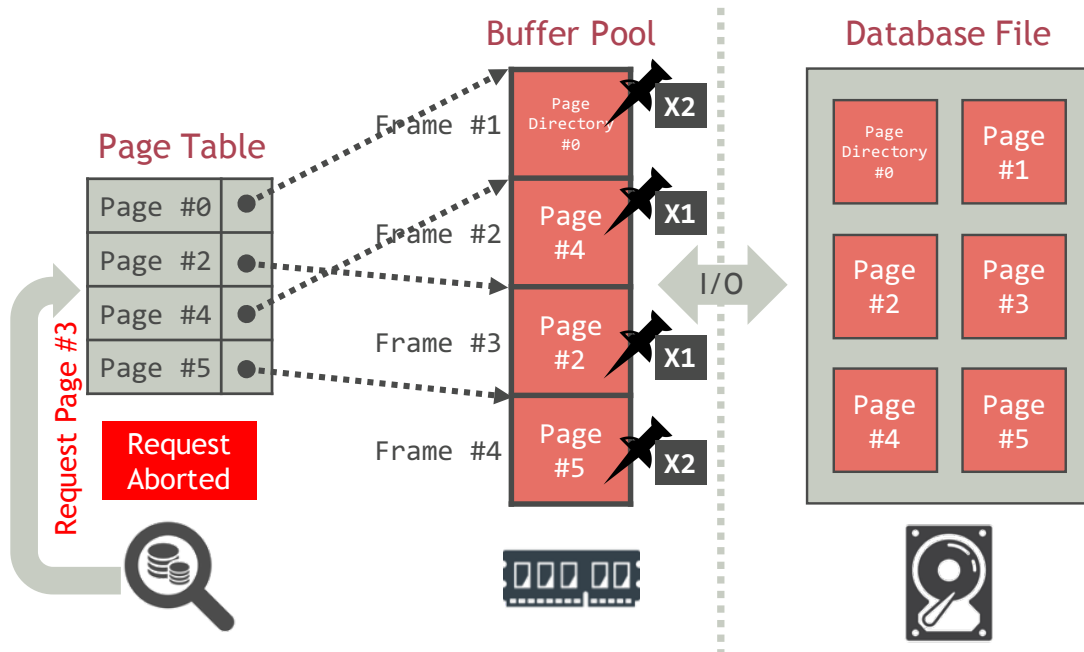 Buffer Pool
Database File
Page Table
Page #0
Page #2
Page #4
Page #5
Request Page #3
Request
Aborted
Frame #1
Frame #2
Frame #3
Frame #4
Page
Directory
#0
X2
Page
#4
X1
Page
#2
X1
Page
#5
X2
I/O
Page
Directory
#0
Page
#1
Page
#2
Page
#3
Page
#4
Page
#5